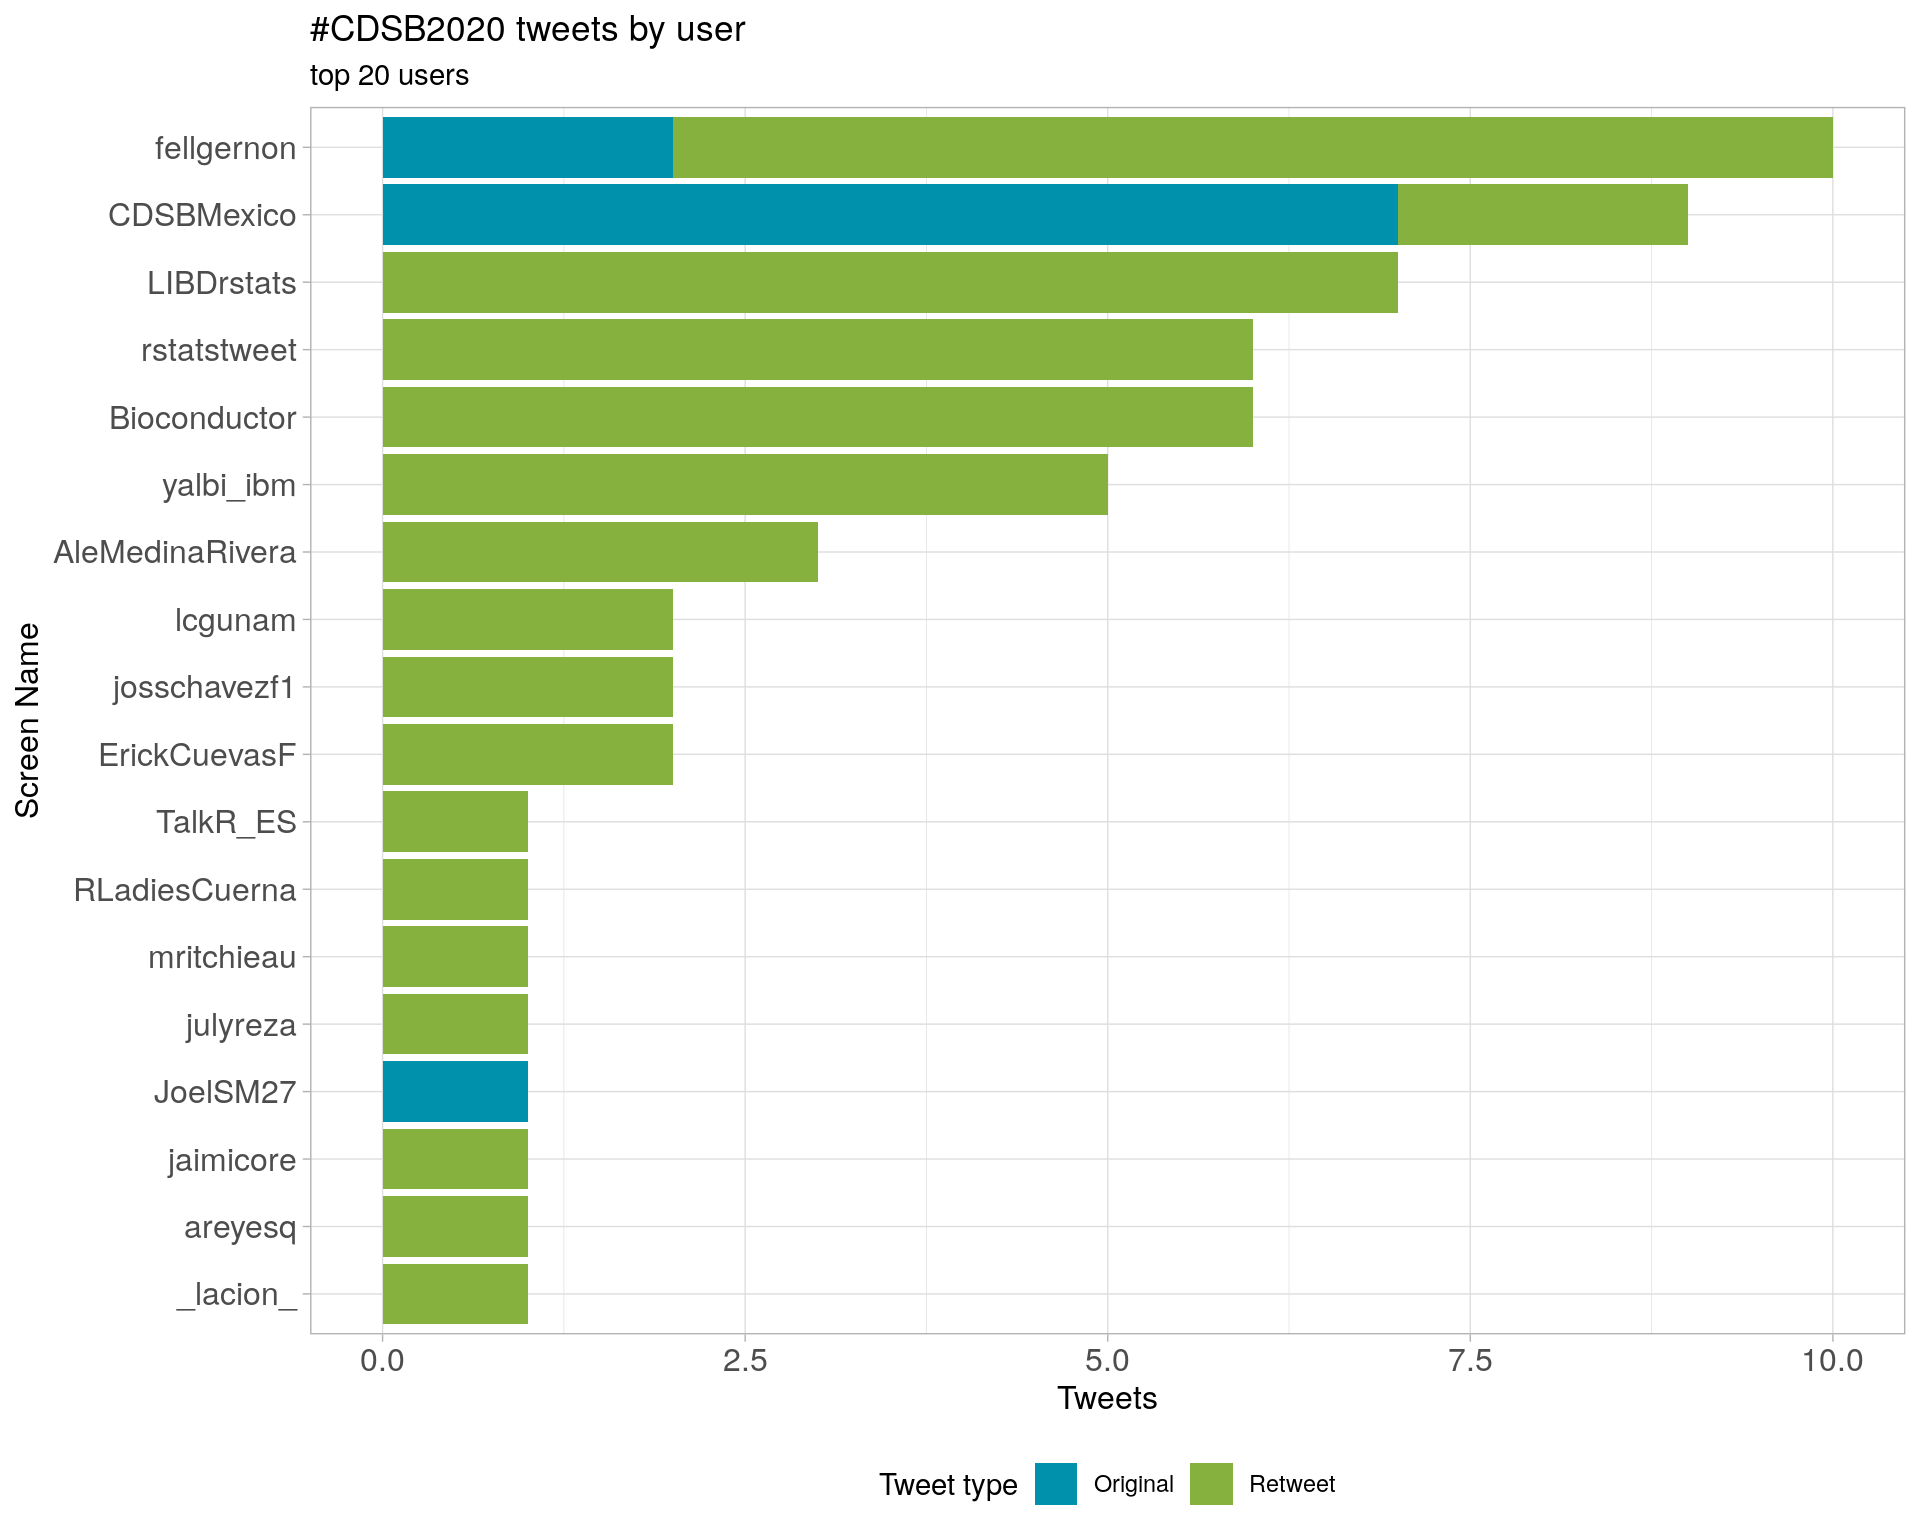 #CDSB2020 tweets by user
top 20 users
Screen Name
fellgernon
CDSBMexico
LIBDrstats
rstatstweet
Bioconductor
yalbi_ibm
AleMedinaRivera
lcgunam
josschavezf1
ErickCuevasF
TalkR_ES
RLadiesCuerna
mritchieau
julyreza
JoelSM27
jaimicore
areyesq
_lacion_
0.0 2.5 5.0 7.5 10.0
Tweets
Tweet type Original Retweet